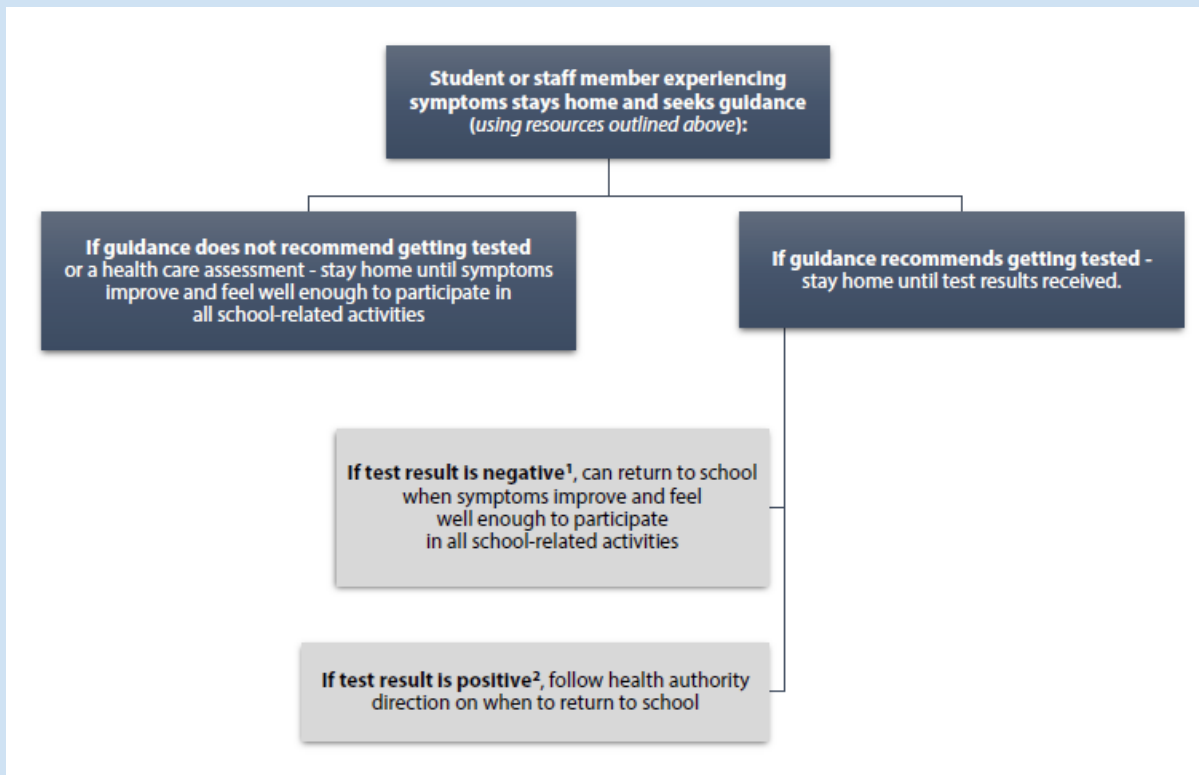 Student or staff member experiencing
symptoms stays home and seeks guidance
(using resources outlined above):
If guidance does not recommend getting tested
or a health care assessment - stay home until symptoms
improve and feel well enough to participate in
all school-related activities
If guidance recommends getting tested -
stay home until test results received.
If test result is negative¹, can return to school
when symptoms improve and feel
well enough to participate
in all school-related activities
If test result is positive², follow health authority
direction on when to return to school